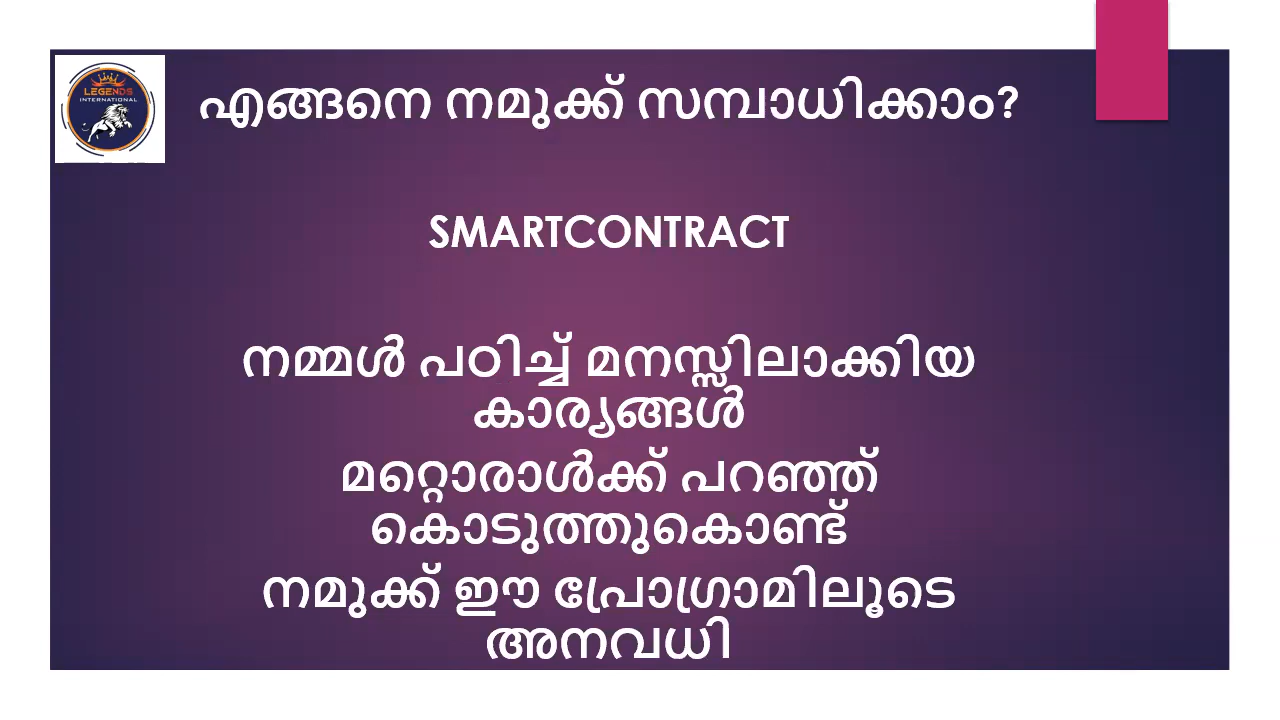 LEGENDS
INTERNATIONAL
എങ്ങനെ നമുക്ക് സമ്പാധിക്കാം?
SMARTCONTRACT
നമ്മൾ പഠിച്ച് മനസ്സിലാക്കിയ
കാര്യങ്ങൾ
മറ്റൊരാൾക്ക് പറഞ്ഞ്
കൊടുത്തുകൊണ്ട്
നമുക്ക് ഈ പ്രോഗ്രാമിലൂടെ
അനവധി